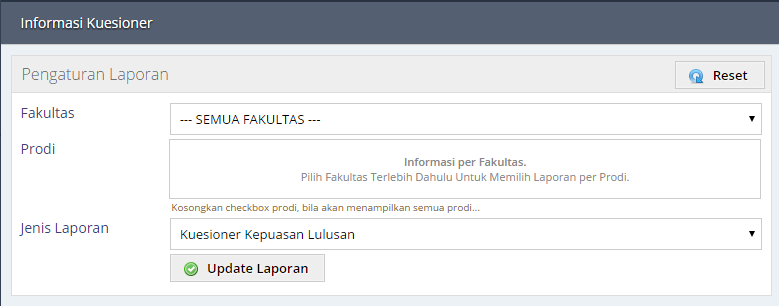 Informasi Kuesioner
Pengaturan Laporan
Reset
Fakultas
--- SEMUA FAKULTAS ---
Prodi
Informasi per Fakultas.
Pilih Fakultas Terlebih Dahulu Untuk Memilih Laporan per Prodi.
Kosongkan checkbox prodi, bila akan menampilkan semua prodi...
Jenis Laporan
Kuesioner Kepuasan Lulusan
Update Laporan